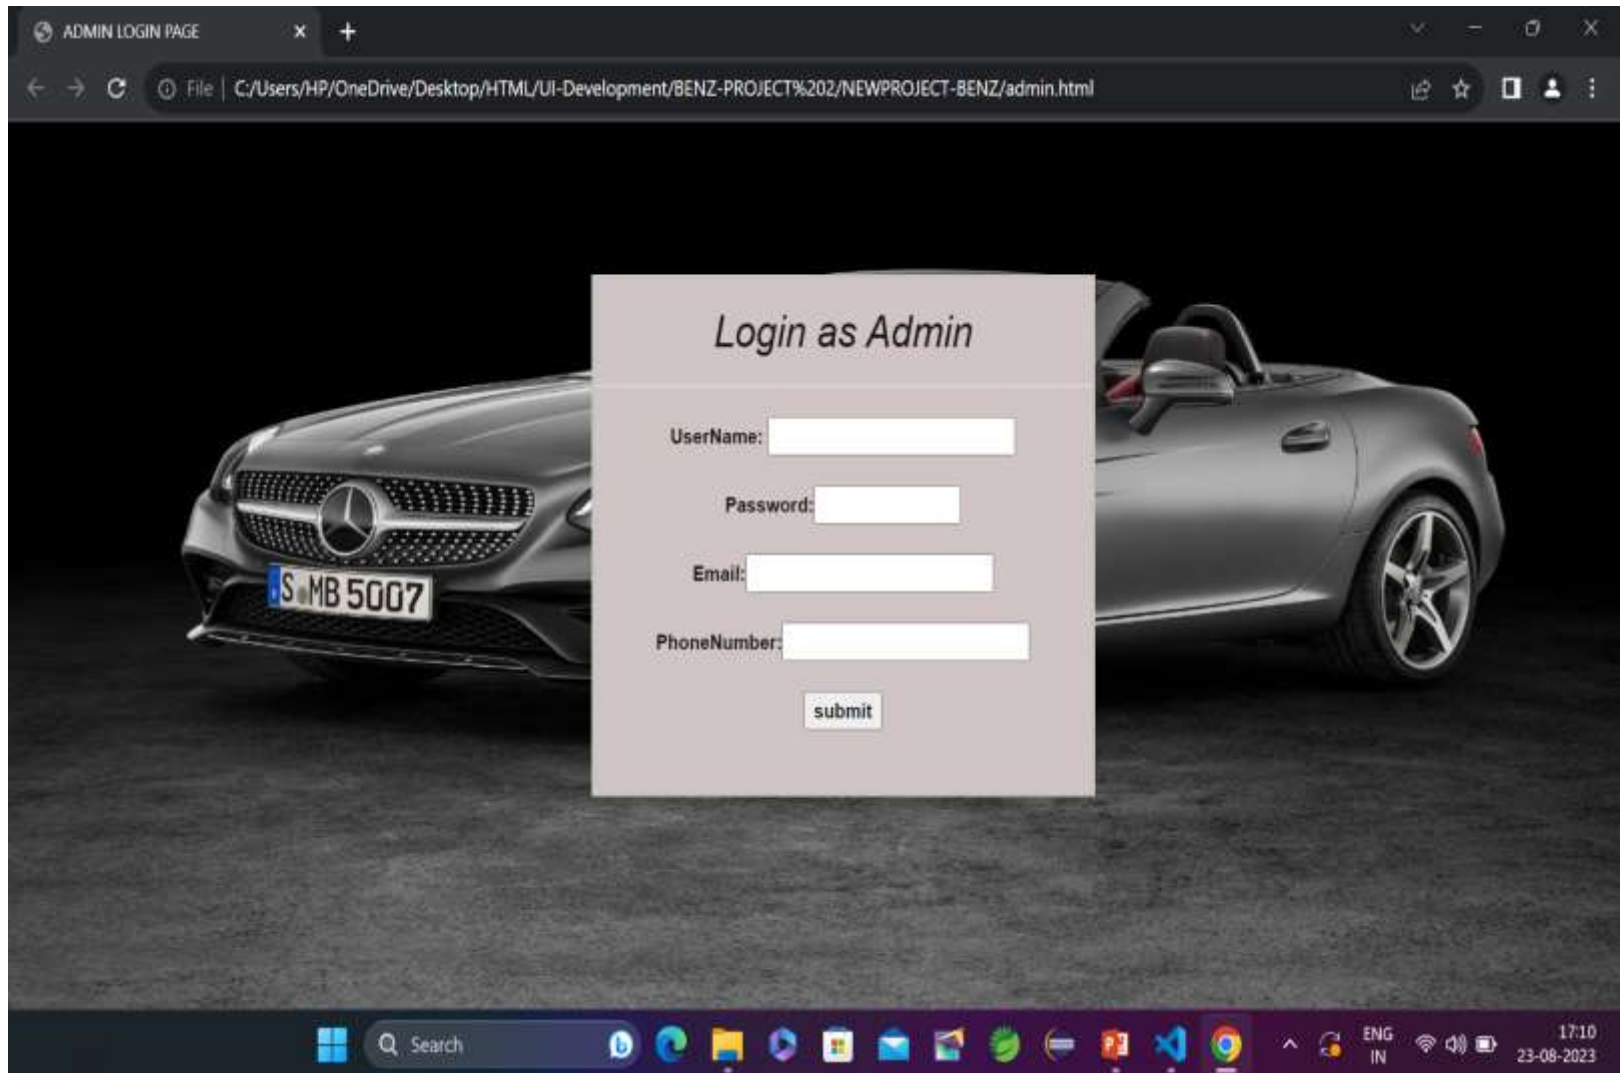 ADMIN LOGIN PAGE
File | C:/Users/HP/OneDrive/Desktop/HTML/UI-Development/BENZ-PROJECT%202/NEWPROJECT-BENZ/admin.html
Login as Admin
UserName:
Password:
Email:
PhoneNumber:
submit
S MB 5007
Search
ENG
IN
17:10
23-08-2023